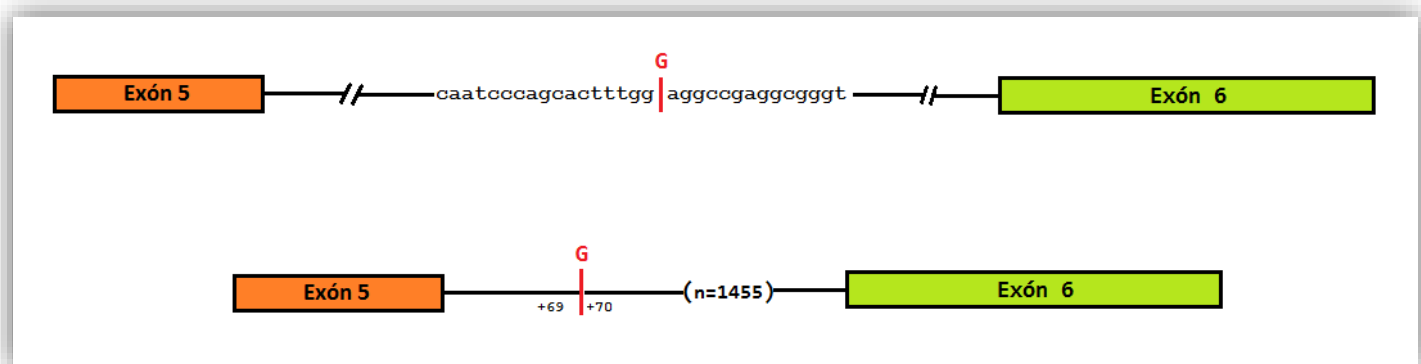 G
Exón 5 caatcccagcactttgg aggccgaggcgggt Exón 6
G
Exón 5 (n=1455) Exón 6
+69 +70